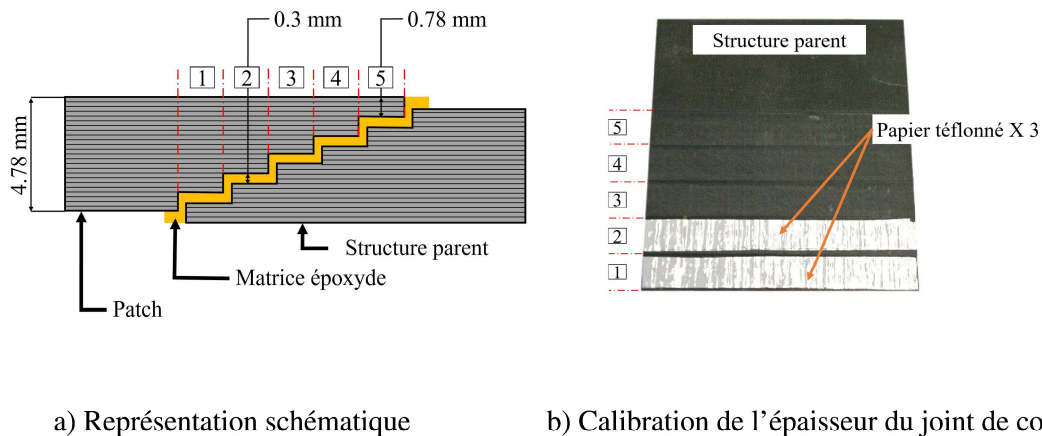 0.3 mm
0.78 mm
1
2
3
4
5
4.78 mm
Structure parent
Matrice époxyde
Patch
Structure parent
5
4
3
2
1
Papier téflonné X 3
a) Représentation schématique
b) Calibration de l’épaisseur du joint de co